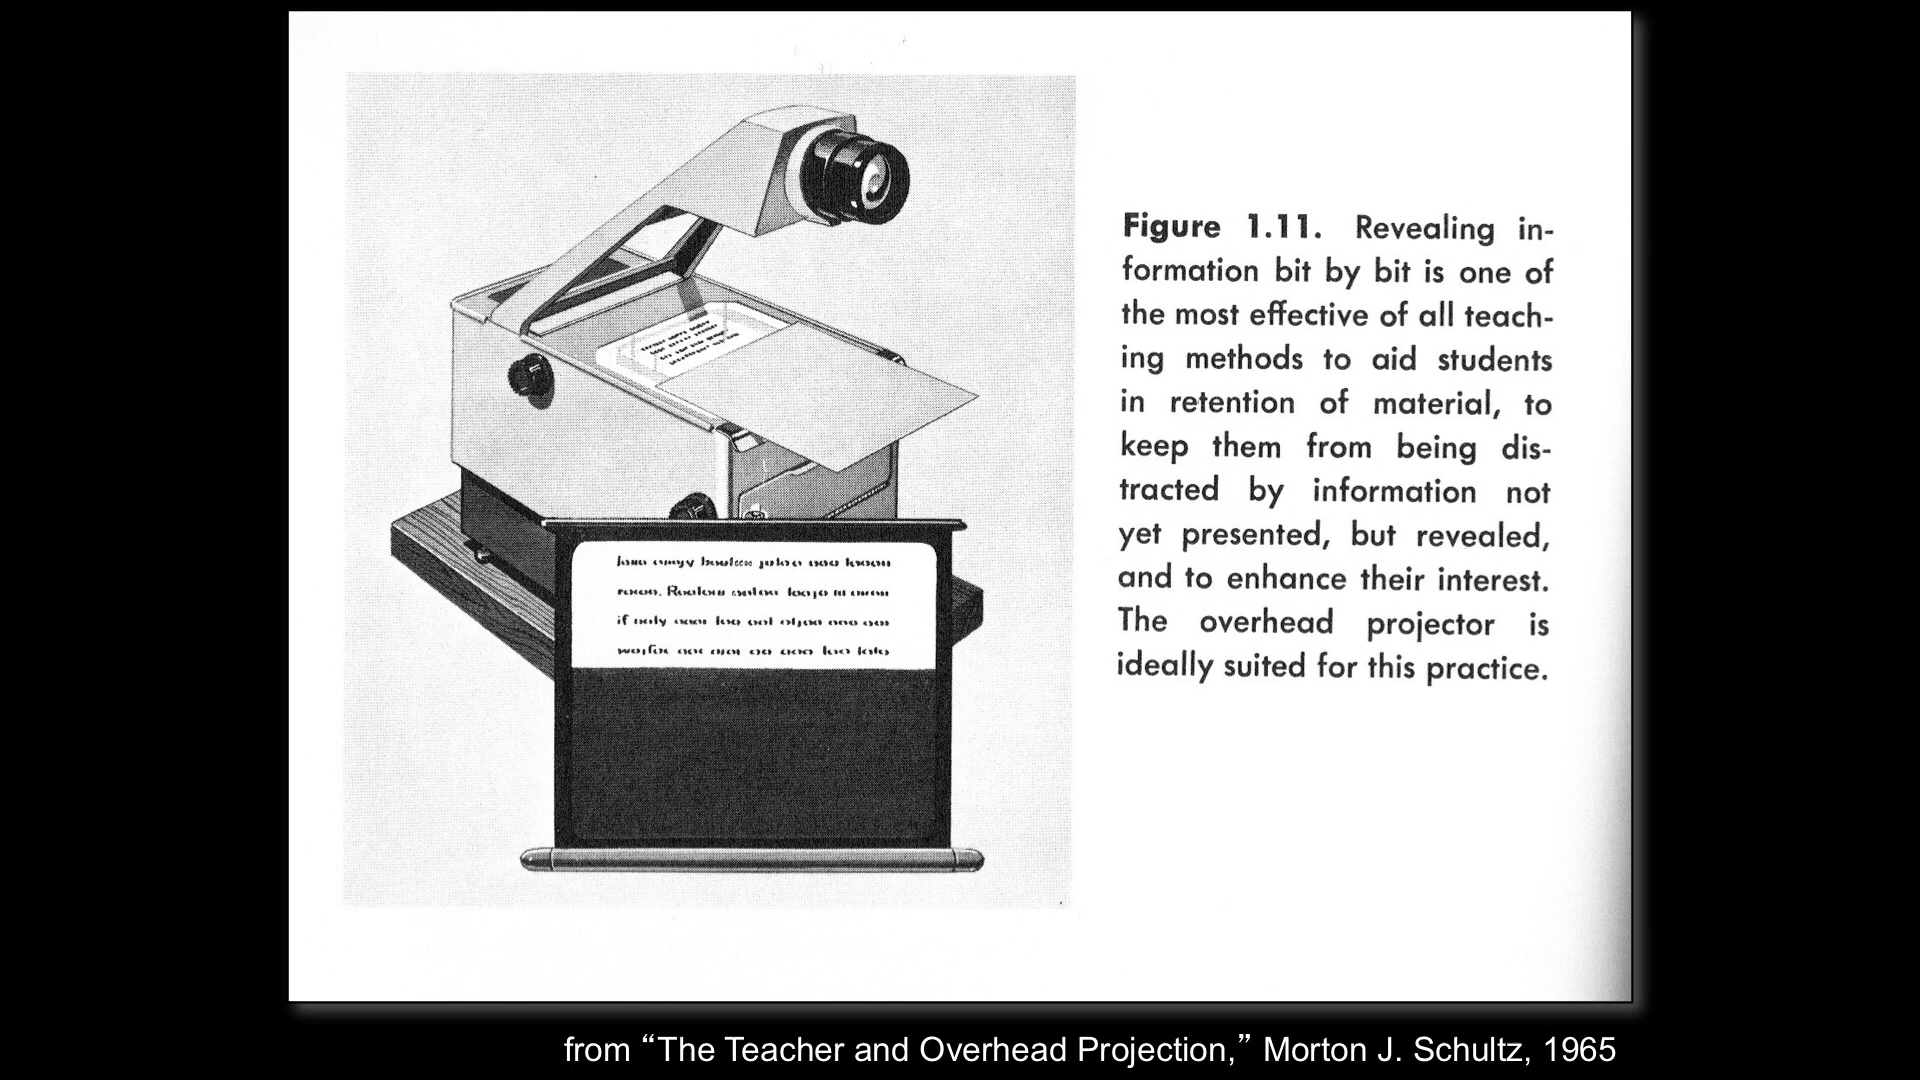 Figure 1.11. Revealing in-
formation bit by bit is one of
the most effective of all teach-
ing methods to aid students
in retention of material, to
keep them from being dis-
tracted by information not
yet presented, but revealed,
and to enhance their interest.
The overhead projector is
ideally suited for this practice.
from “The Teacher and Overhead Projection,” Morton J. Schultz, 1965